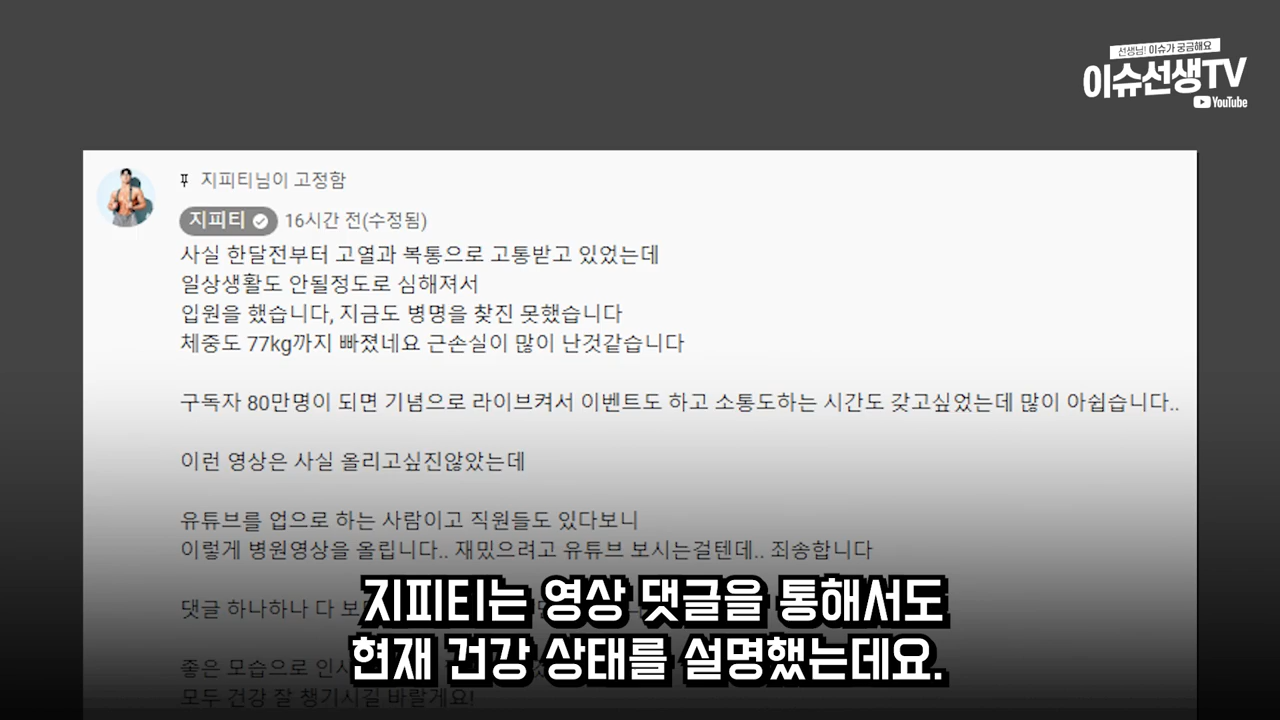 선생님! 이슈가 궁금해요
이슈선생TV
YouTube
지피티님이 고정함
지피티 16시간 전(수정됨)
사실 한달전부터 고열과 복통으로 고통받고 있었는데
일상생활도 안될정도로 심해져서
입원을 했습니다, 지금도 병명을 찾진 못했습니다
체중도 77kg까지 빠졌네요 근손실이 많이 난것같습니다
구독자 80만명이 되면 기념으로 라이브켜서 이벤트도 하고 소통도하는 시간도 갖고싶었는데 많이 아쉽습니다..
이런 영상은 사실 올리고싶진않았는데
유튜브를 업으로 하는 사람이고 직원들도 있다보니
이렇게 병원영상을 올립니다.. 재밌으려고 유튜브 보시는걸텐데.. 죄송합니다
댓글 하나하나 다
좋은 모습으로
모두 건강 잘 챙기시길 바랄게요!
지피티는 영상 댓글을 통해서도
현재 건강 상태를 설명했는데요.